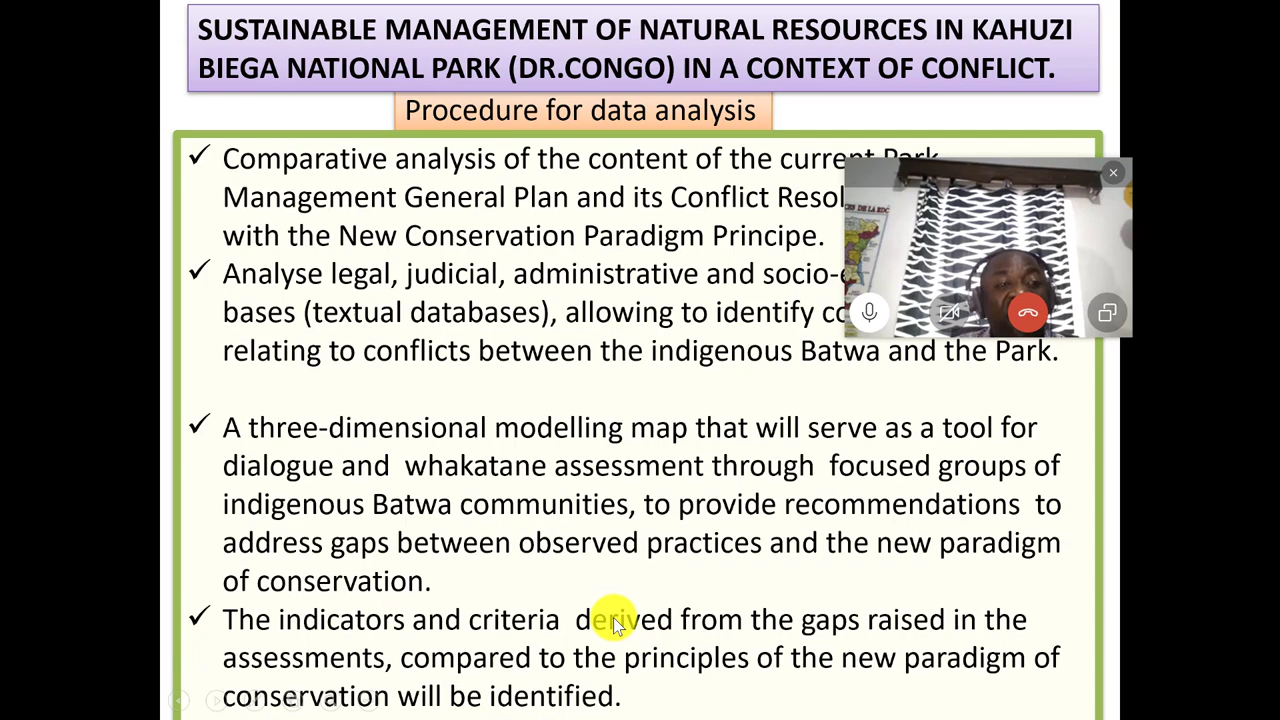 SUSTAINABLE MANAGEMENT OF NATURAL RESOURCES IN KAHUZI
BIEGA NATIONAL PARK (DR.CONGO) IN A CONTEXT OF CONFLICT.
Procedure for data analysis
✓ Comparative analysis of the content of the current Park
Management General Plan and its Conflict
with the New Conservation Paradigm Principe.
✓ Analyse legal, judicial, administrative and
bases (textual databases), allowing to identify
relating to conflicts between the indigenous Batwa and the Park.
✓ A three-dimensional modelling map that will serve as a tool for
dialogue and whakatane assessment through focused groups of
indigenous Batwa communities, to provide recommendations to
address gaps between observed practices and the new paradigm
of conservation.
✓ The indicators and criteria derived from the gaps raised in the
assessments, compared to the principles of the new paradigm of
conservation will be identified.
DE LA RDC